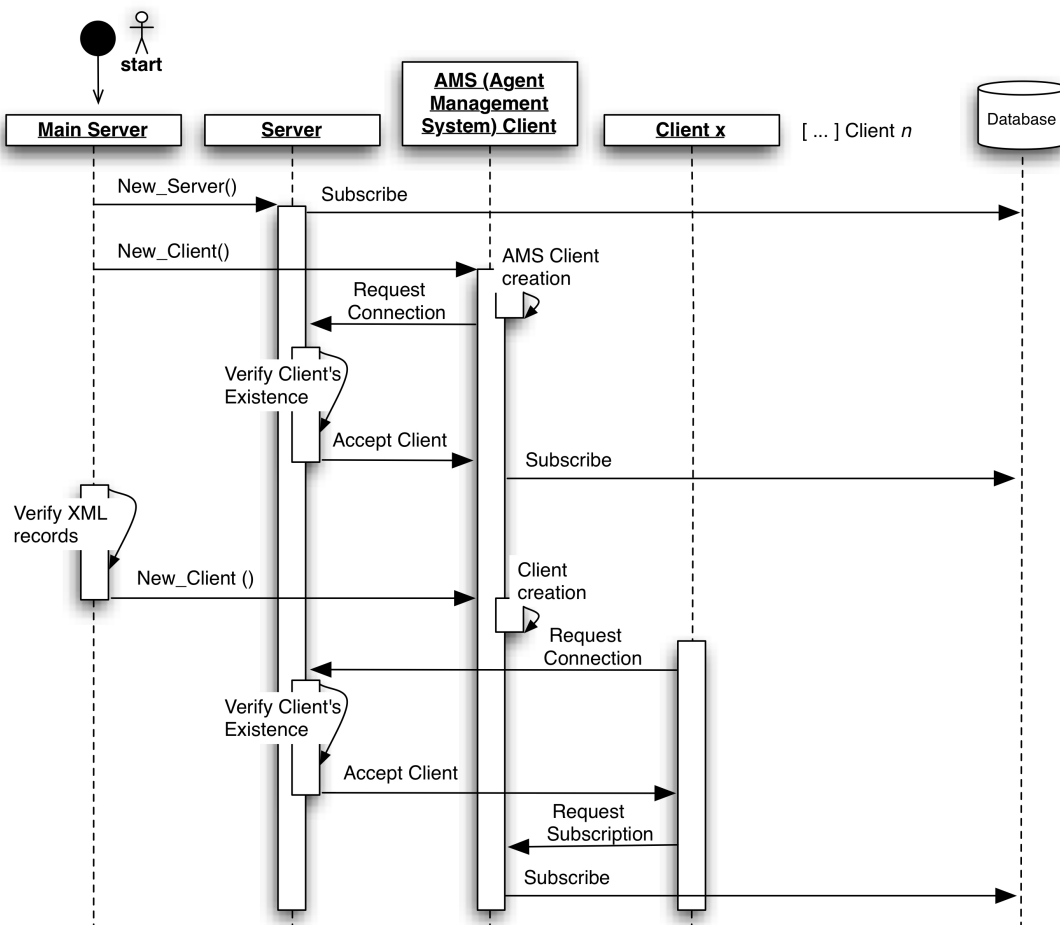 start
Main Server
Server
AMS (Agent
Management
System) Client
Client x
[ ... ] Client n
Database
New_Server()
Subscribe
New_Client()
AMS Client
creation
Request
Connection
Verify Client's
Existence
Accept Client
Subscribe
Verify XML
records
New_Client ()
Client
creation
Request
Connection
Verify Client's
Existence
Accept Client
Request
Subscription
Subscribe